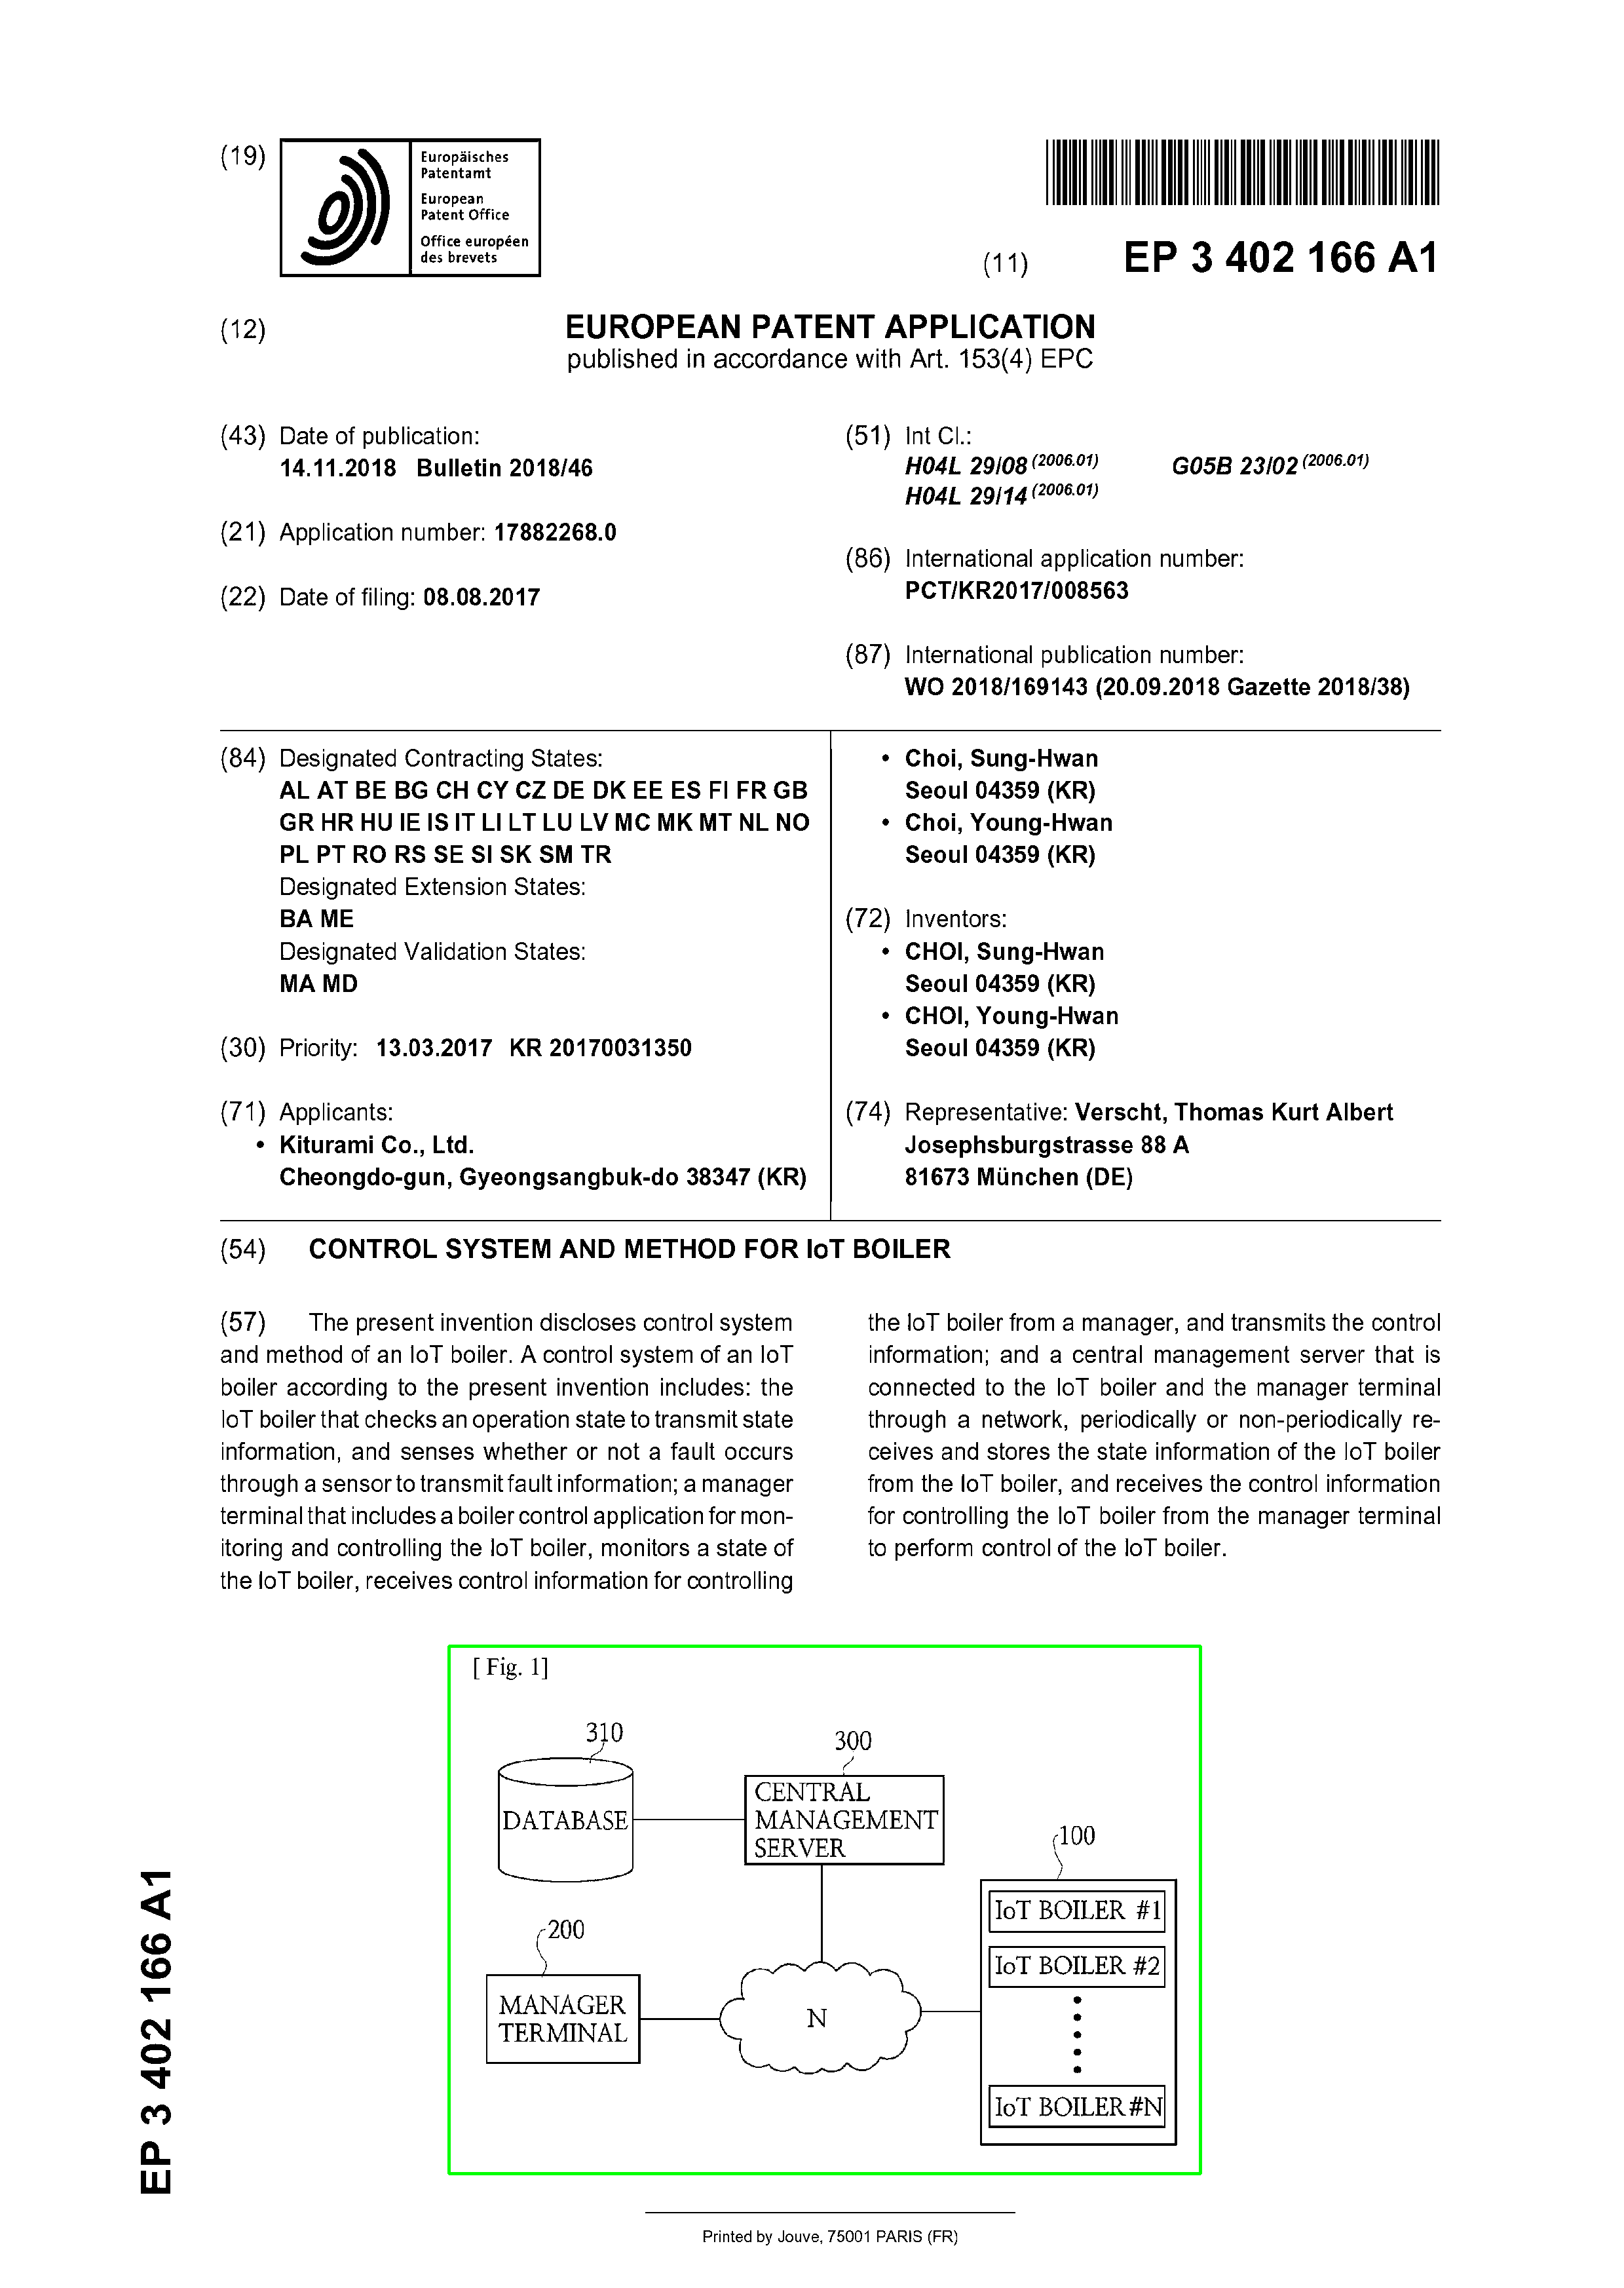 (19)
Europäisches
Patentamt
European
Patent Office
Office européen
des brevets
(11) EP 3 402 166 A1
(12) EUROPEAN PATENT APPLICATION
published in accordance with Art. 153(4) EPC
(43) Date of publication:
14.11.2018 Bulletin 2018/46
(21) Application number: 17882268.0
(22) Date of filing: 08.08.2017
(51) Int Cl.:
H04L 29/08 (2006.01) G05B 23/02 (2006.01)
H04L 29/14 (2006.01)
(86) International application number:
PCT/KR2017/008563
(87) International publication number:
WO 2018/169143 (20.09.2018 Gazette 2018/38)
(84) Designated Contracting States:
AL AT BE BG CH CY CZ DE DK EE ES FI FR GB
GR HR HU IE IS IT LI LT LU LV MC MK MT NL NO
PL PT RO RS SE SI SK SM TR
Designated Extension States:
BA ME
Designated Validation States:
MA MD
(30) Priority: 13.03.2017 KR 20170031350
(71) Applicants:
• Kiturami Co., Ltd.
Cheongdo-gun, Gyeongsangbuk-do 38347 (KR)
• Choi, Sung-Hwan
Seoul 04359 (KR)
• Choi, Young-Hwan
Seoul 04359 (KR)
(72) Inventors:
• CHOI, Sung-Hwan
Seoul 04359 (KR)
• CHOI, Young-Hwan
Seoul 04359 (KR)
(74) Representative: Verscht, Thomas Kurt Albert
Josephsburgstrasse 88 A
81673 München (DE)
(54) CONTROL SYSTEM AND METHOD FOR IoT BOILER
(57) The present invention discloses control system
and method of an IoT boiler. A control system of an IoT
boiler according to the present invention includes: the
IoT boiler that checks an operation state to transmit state
information, and senses whether or not a fault occurs
through a sensor to transmit fault information; a manager
terminal that includes a boiler control application for mon-
itoring and controlling the IoT boiler, monitors a state of
the IoT boiler, receives control information for controlling
the IoT boiler from a manager, and transmits the control
information; and a central management server that is
connected to the IoT boiler and the manager terminal
through a network, periodically or non-periodically re-
ceives and stores the state information of the IoT boiler
from the IoT boiler, and receives the control information
for controlling the IoT boiler from the manager terminal
to perform control of the IoT boiler.
[ Fig. 1]
310
300
DATABASE
CENTRAL
MANAGEMENT
SERVER
100
IoT BOILER #1
IoT BOILER #2
IoT BOILER #N
200
MANAGER
TERMINAL
N
EP 3 402 166 A1
Printed by Jouve, 75001 PARIS (FR)